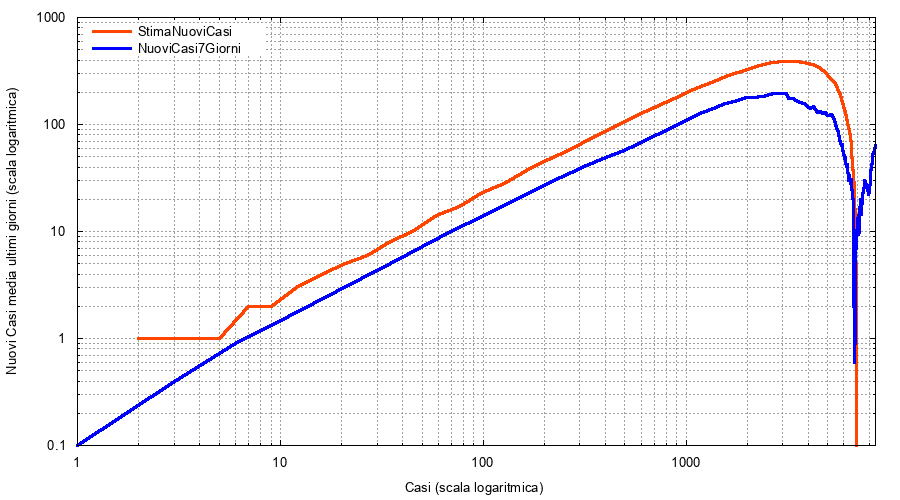 1000
StimaNuoviCasi
NuoviCasi7Giorni
100
10
1
0.1
Nuovi Casi media ultimi giorni (scala logaritmica)
1
10
100
1000
Casi (scala logaritmica)